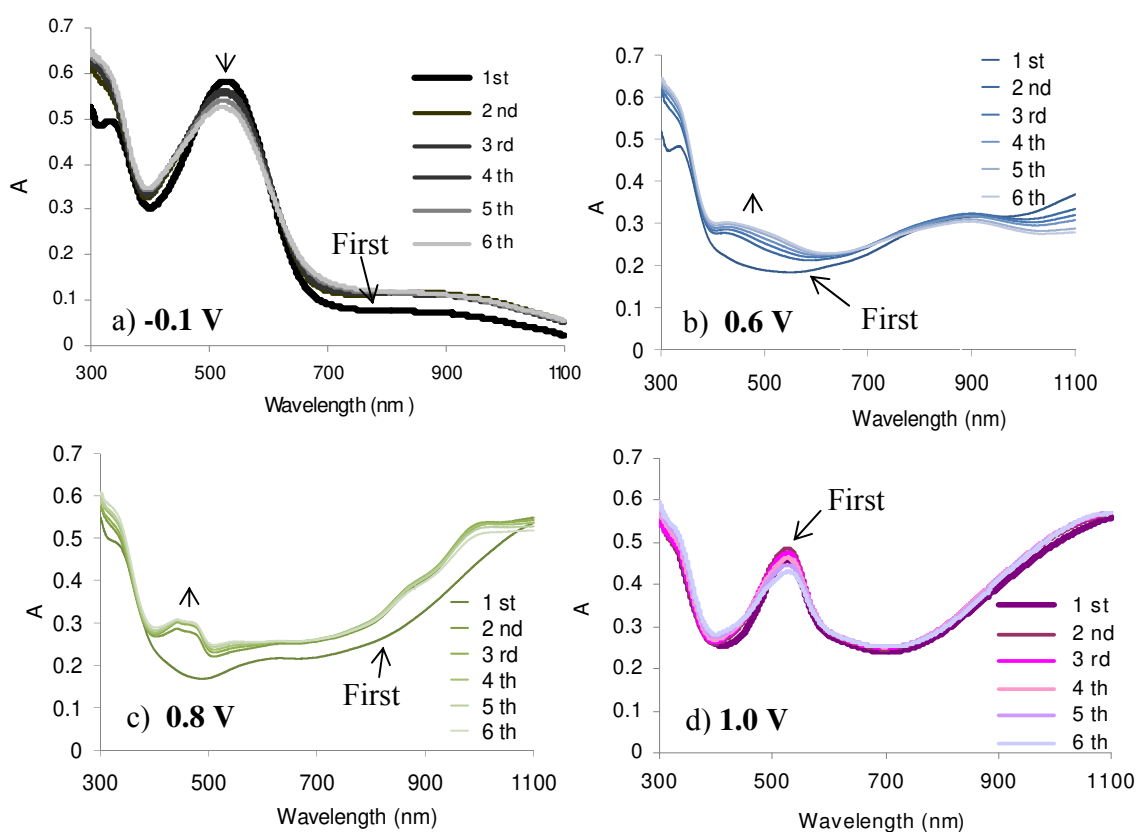 0.7
0.6
0.5
0.4
0.3
0.2
0.1
0
A
300 500 700 900 1100
Wavelength (nm )
1st
2 nd
3 rd
4 th
5 th
6 th
First
a) -0.1 V
0.7
0.6
0.5
0.4
0.3
0.2
0.1
0
A
300 500 700 900 1100
Wavelength (nm)
1 st
2 nd
3 rd
4 th
5 th
6 th
First
b) 0.6 V
0.7
0.6
0.5
0.4
0.3
0.2
0.1
0
A
300 500 700 900 1100
Wavelength (nm)
1 st
2 nd
3 rd
4 th
5 th
6 th
First
c) 0.8 V
0.7
0.6
0.5
0.4
0.3
0.2
0.1
0
A
300 500 700 900 1100
Wavelength (nm)
1 st
2 nd
3 rd
4 th
5 th
6 th
First
d) 1.0 V